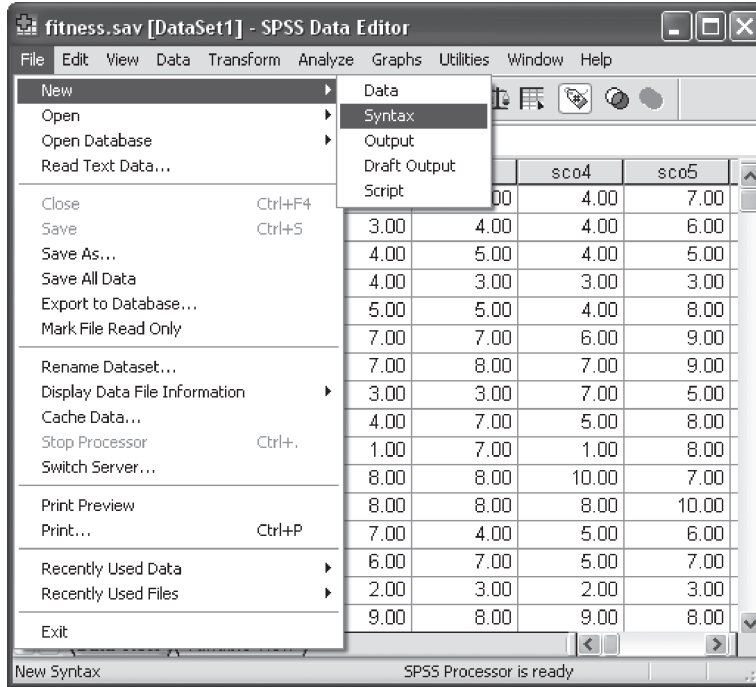 fitness.sav [DataSet1] - SPSS Data Editor
File Edit View Data Transform Analyze Graphs Utilities Window Help
New
Open
Open Database
Read Text Data...
Close Ctrl+F4
Save Ctrl+S
Save As...
Save All Data
Export to Database...
Mark File Read Only
Rename Dataset...
Display Data File Information
Cache Data...
Stop Processor Ctrl+.
Switch Server...
Print Preview
Print... Ctrl+P
Recently Used Data
Recently Used Files
Exit
Data
Syntax
Output
Draft Output
Script
sco4 sco5
00 4.00 7.00
3.00 4.00 4.00 6.00
4.00 5.00 4.00 5.00
4.00 3.00 3.00 3.00
5.00 5.00 4.00 8.00
7.00 7.00 6.00 9.00
7.00 8.00 7.00 9.00
3.00 3.00 7.00 5.00
4.00 7.00 5.00 8.00
1.00 7.00 1.00 8.00
8.00 8.00 10.00 7.00
8.00 8.00 8.00 10.00
7.00 4.00 5.00 6.00
6.00 7.00 5.00 7.00
2.00 3.00 2.00 3.00
9.00 8.00 9.00 8.00
New Syntax SPSS Processor is ready